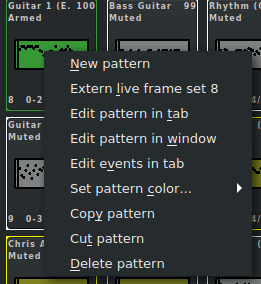 Guitar 1 (E. 100
Armed
Bass Guitar 99
Muted
Rhythm (
Muted
8 0-2
Guitar
Muted
9 0-3
Chris A
Muted
New pattern
Extern live frame set 8
Edit pattern in tab
Edit pattern in window
Edit events in tab
Set pattern color...
Copy pattern
Cut pattern
Delete pattern